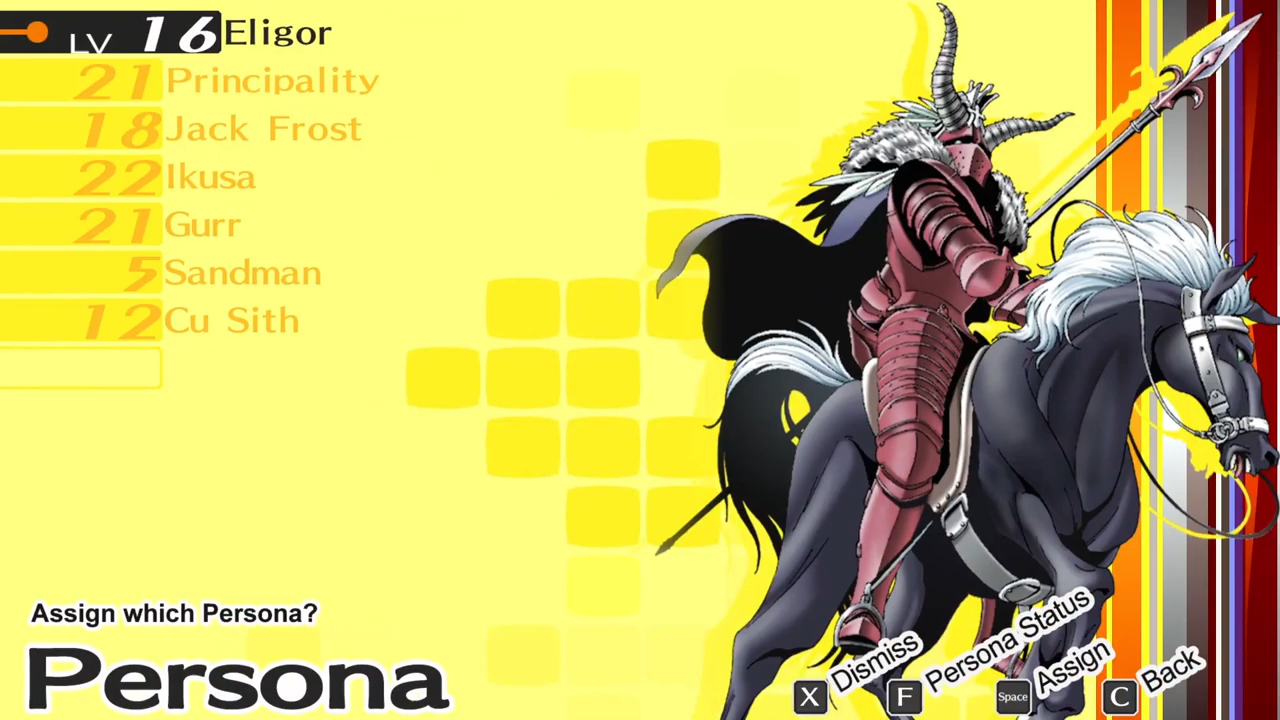 LV 16 Eligor
21 Principality
18 Jack Frost
22 Ikusa
21 Gurr
5 Sandman
12 Cu Sith
Assign which Persona?
Persona
X Dismiss
F Persona Status
Space Assign
C Back